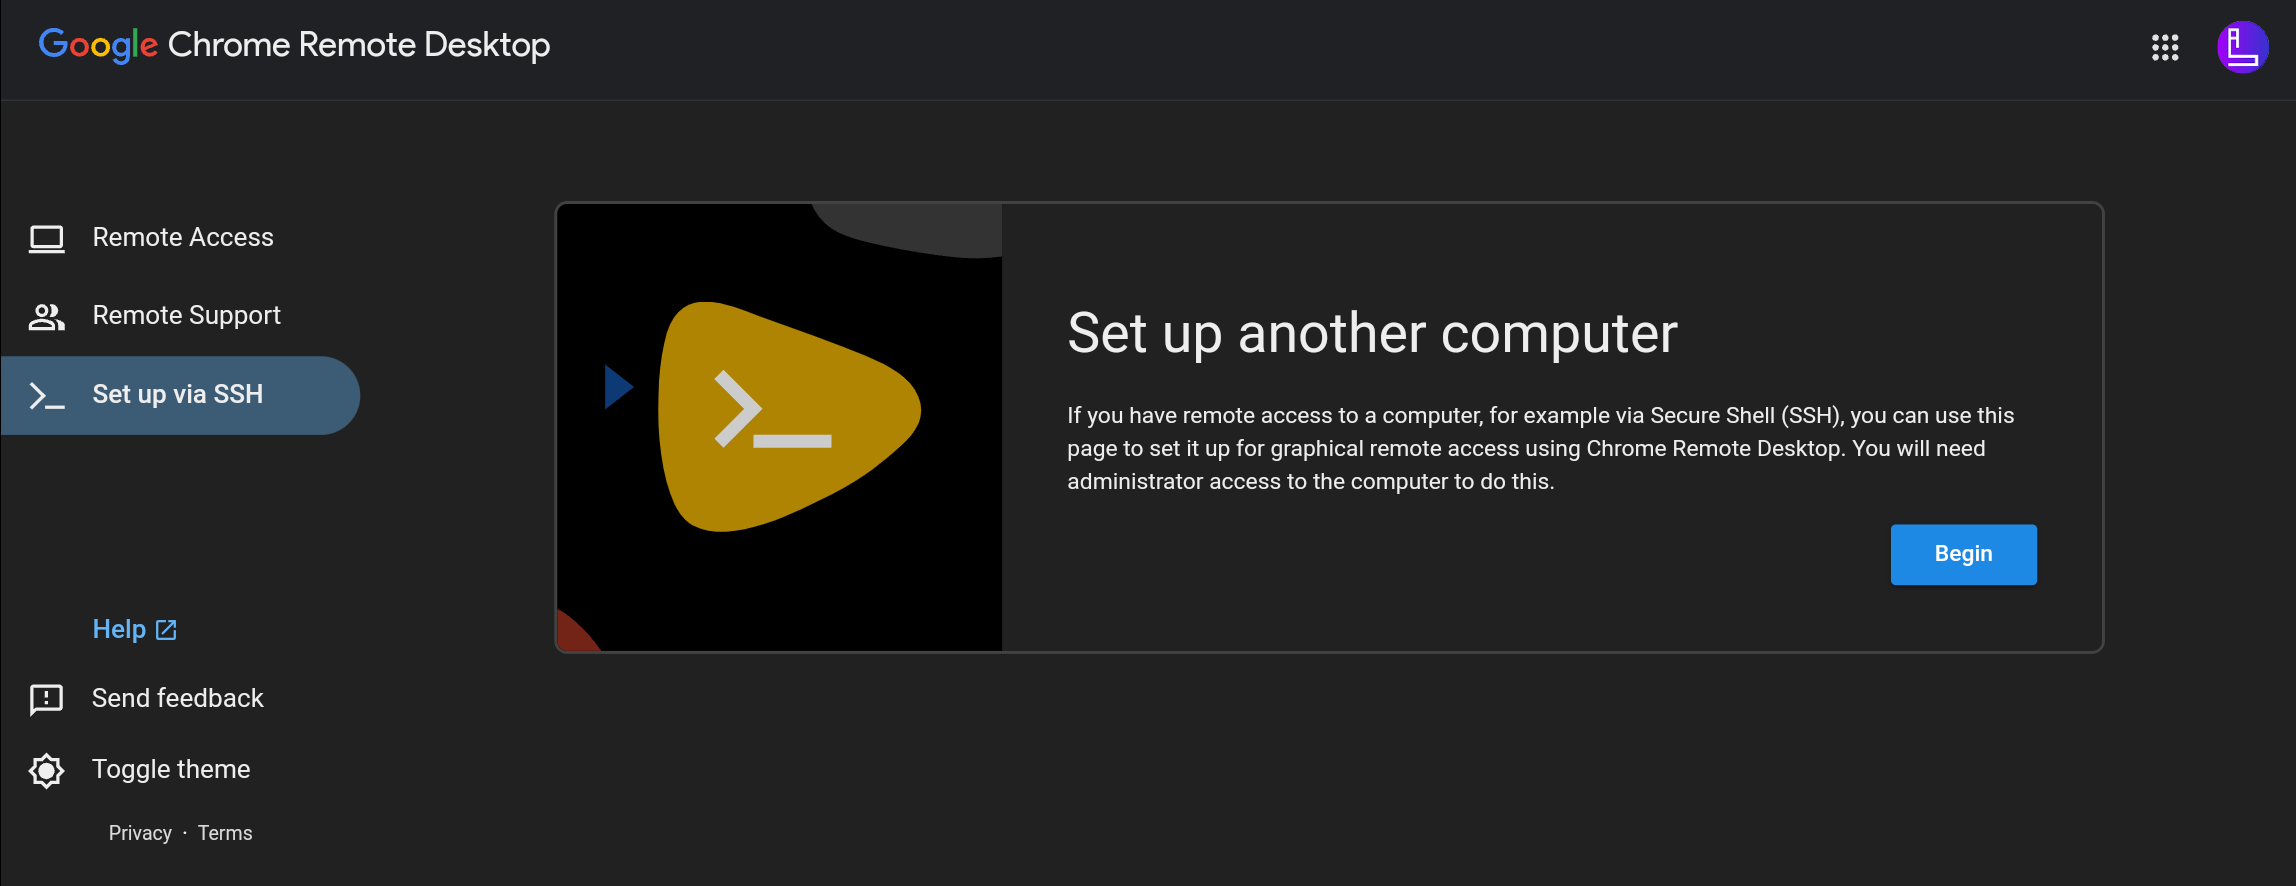 Google Chrome Remote Desktop
Remote Access
Remote Support
Set up via SSH
Help
Send feedback
Toggle theme
Privacy · Terms
Set up another computer
If you have remote access to a computer, for example via Secure Shell (SSH), you can use this
page to set it up for graphical remote access using Chrome Remote Desktop. You will need
administrator access to the computer to do this.
Begin